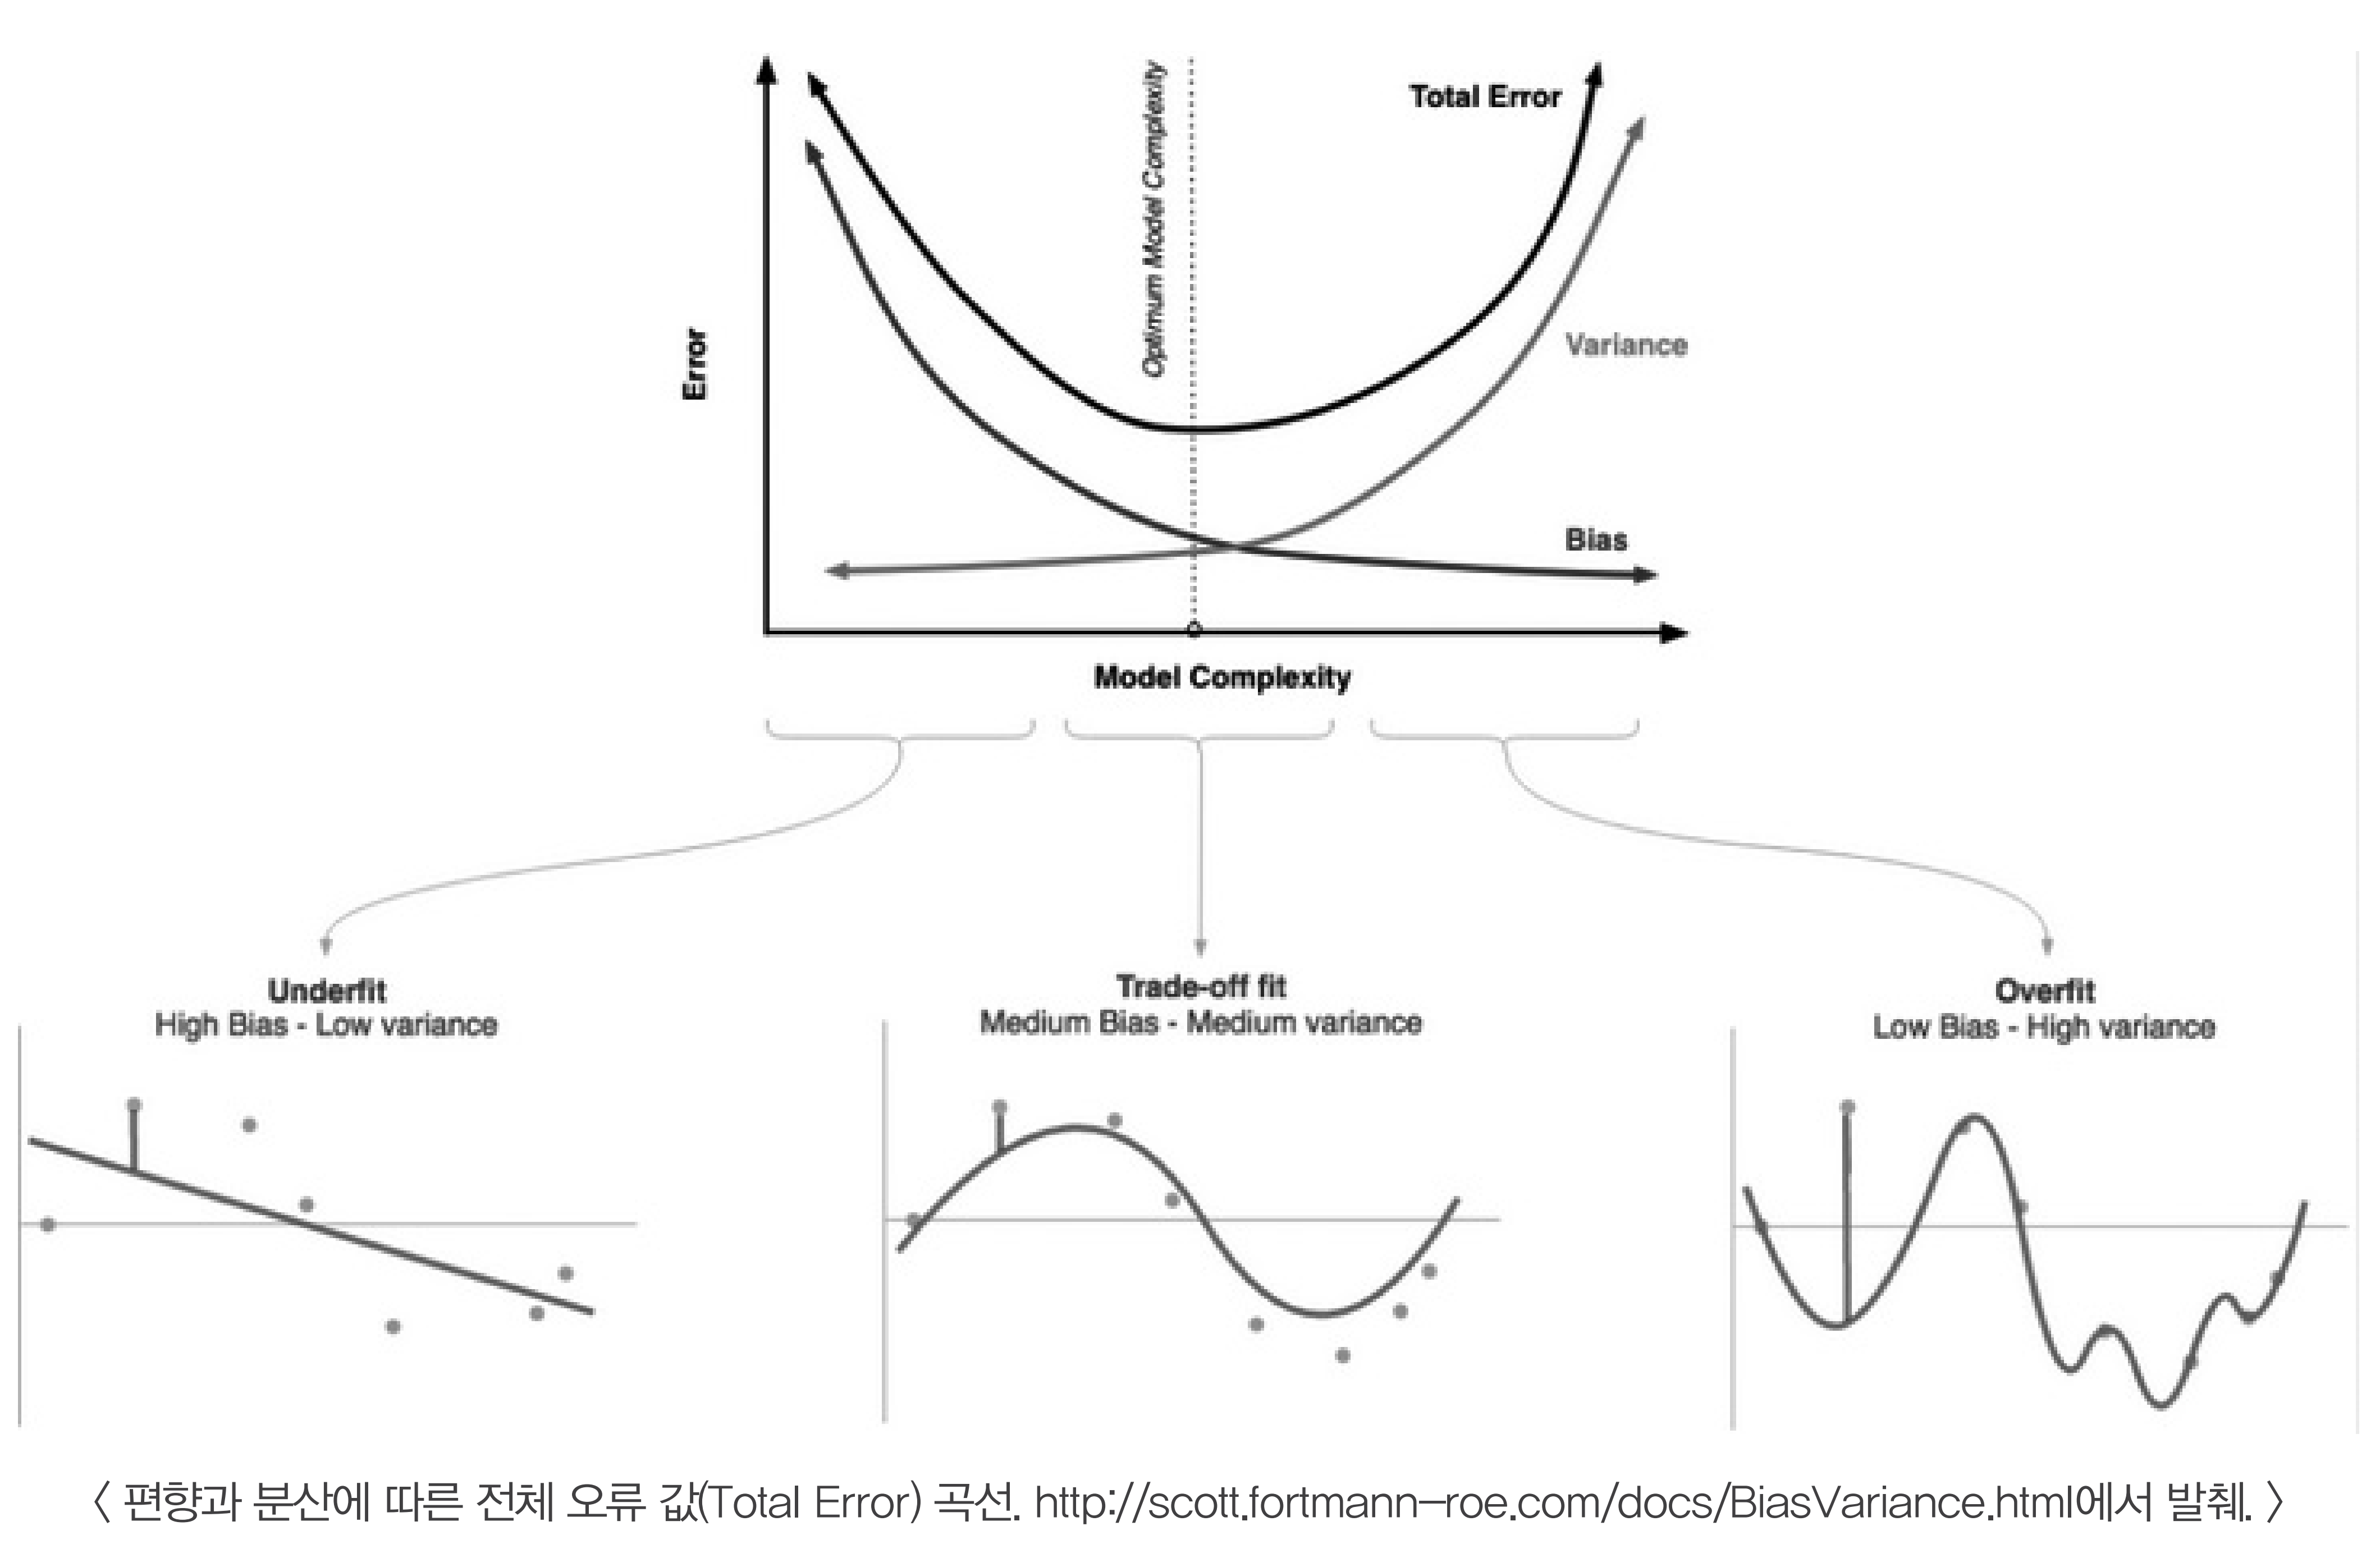 Total Error
Optimum Model Complexity
Error
Variance
Bias
Model Complexity
Underfit
High Bias - Low variance
Trade-off fit
Medium Bias - Medium variance
Overfit
Low Bias - High variance
< 편향과 분산에 따른 전체 오류 값(Total Error) 곡선. http://scott.fortmann-roe.com/docs/BiasVariance.html에서 발췌. >